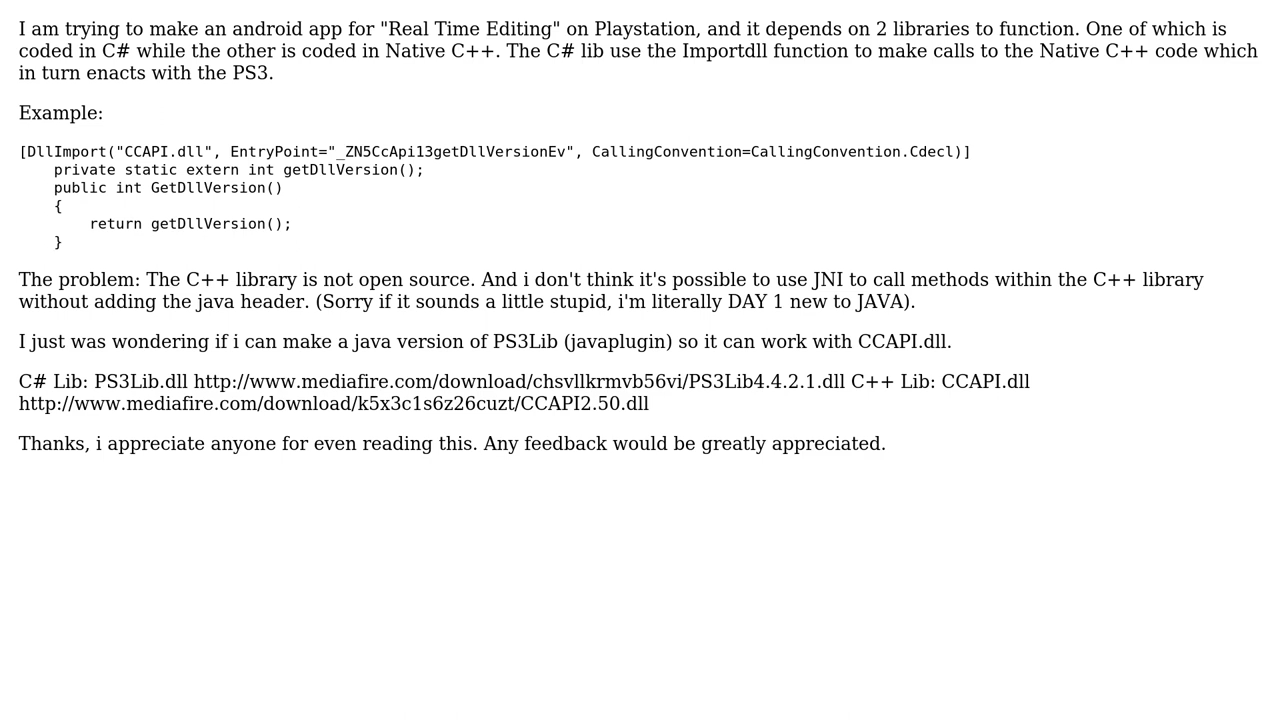 I am trying to make an android app for "Real Time Editing" on Playstation, and it depends on 2 libraries to function. One of which is
coded in C# while the other is coded in Native C++. The C# lib use the Importdll function to make calls to the Native C++ code which
in turn enacts with the PS3.
Example:
[DllImport("CCAPI.dll", EntryPoint="_ZN5CcApi13getDllVersionEv", CallingConvention=CallingConvention.Cdecl)]
    private static extern int getDllVersion();
    public int GetDllVersion()
    {
        return getDllVersion();
    }
The problem: The C++ library is not open source. And i don't think it's possible to use JNI to call methods within the C++ library
without adding the java header. (Sorry if it sounds a little stupid, i'm literally DAY 1 new to JAVA).
I just was wondering if i can make a java version of PS3Lib (javaplugin) so it can work with CCAPI.dll.
C# Lib: PS3Lib.dll http://www.mediafire.com/download/chsvllkrmvb56vi/PS3Lib4.4.2.1.dll C++ Lib: CCAPI.dll
http://www.mediafire.com/download/k5x3c1s6z26cuzt/CCAPI2.50.dll
Thanks, i appreciate anyone for even reading this. Any feedback would be greatly appreciated.